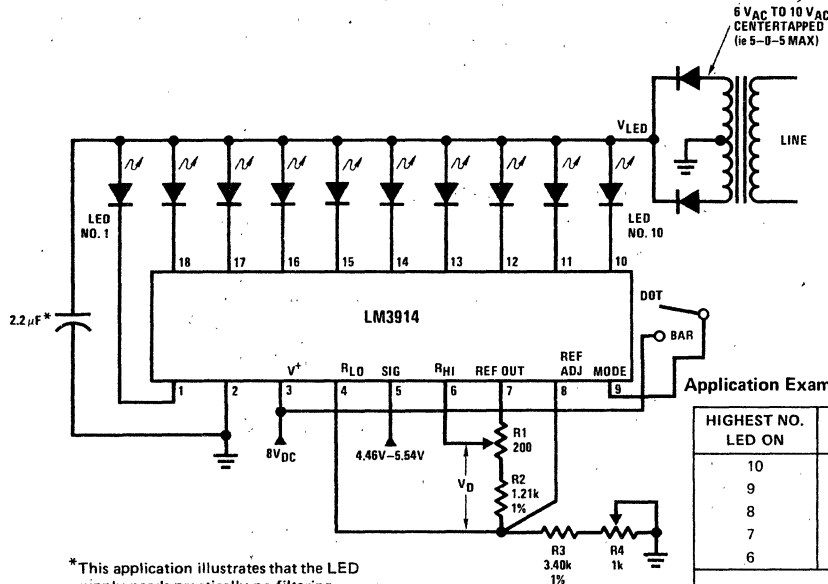 6 VAC TO 10 VAC
CENTERTAPPED
(ie 5-0-5 MAX)
VLED
LINE
LED
NO. 1
LED
NO. 10
18
17
16
15
14
13
12
11
10
2.2 µF*
LM3914
DOT
BAR
V+
RLO
SIG
RHI
REF OUT
REF
ADJ
MODE
1
2
3
4
5
6
7
8
9
8VDC
4.46V-5.54V
VD
R1
200
R2
1.21k
1%
R3
3.40k
1%
R4
1k
Application Exam
HIGHEST NO.
LED ON
10
9
8
7
6
*This application illustrates that the LED